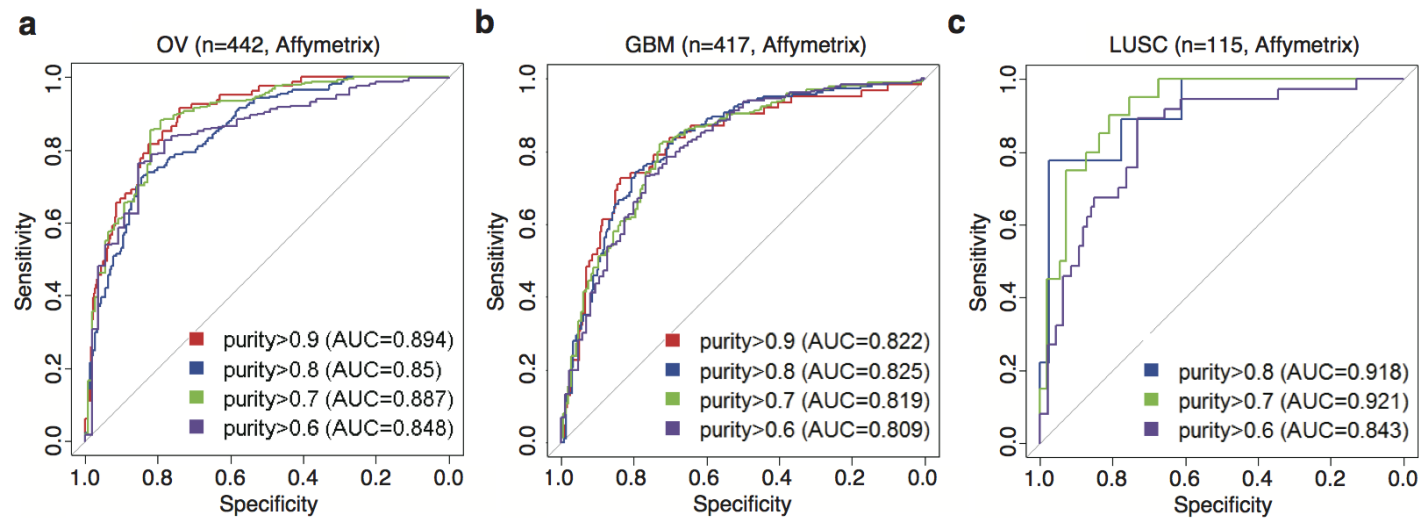 a
OV (n=442, Affymetrix)
Sensitivity
1.0
0.8
0.6
0.4
0.2
0.0
purity>0.9 (AUC=0.894)
purity>0.8 (AUC=0.85)
purity>0.7 (AUC=0.887)
purity>0.6 (AUC=0.848)
1.0 0.8 0.6 0.4 0.2 0.0
Specificity
b
GBM (n=417, Affymetrix)
Sensitivity
1.0
0.8
0.6
0.4
0.2
0.0
purity>0.9 (AUC=0.822)
purity>0.8 (AUC=0.825)
purity>0.7 (AUC=0.819)
purity>0.6 (AUC=0.809)
1.0 0.8 0.6 0.4 0.2 0.0
Specificity
c
LUSC (n=115, Affymetrix)
Sensitivity
1.0
0.8
0.6
0.4
0.2
0.0
purity>0.8 (AUC=0.918)
purity>0.7 (AUC=0.921)
purity>0.6 (AUC=0.843)
1.0 0.8 0.6 0.4 0.2 0.0
Specificity